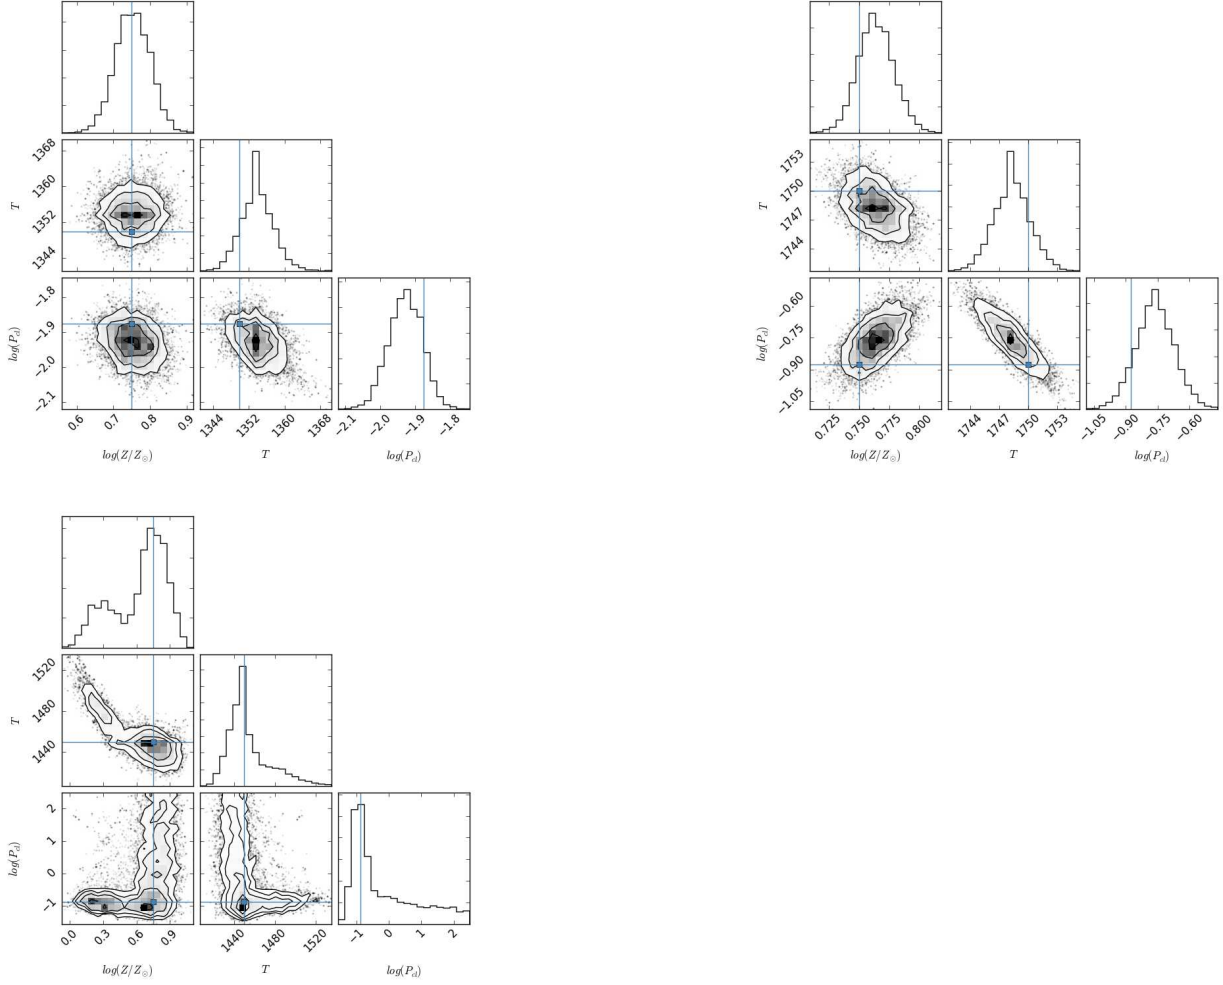 1368
1360
1352
1344
T
−1.8
−1.9
−2.0
−2.1
log(P_cl)
0.6 0.7 0.8 0.9
1344 1352 1360 1368
−2.1 −2.0 −1.9 −1.8
log(Z/Z_⊙) T log(P_cl)
1753
1750
1747
1744
T
−0.60
−0.75
−0.90
−1.05
log(P_cl)
0.725 0.750 0.775 0.800
1744 1747 1750 1753
−1.05 −0.90 −0.75 −0.60
log(Z/Z_⊙) T log(P_cl)
1520
1480
1440
T
2
1
0
−1
log(P_cl)
0.0 0.3 0.6 0.9
1440 1480 1520
−1 0 1 2
log(Z/Z_⊙) T log(P_cl)